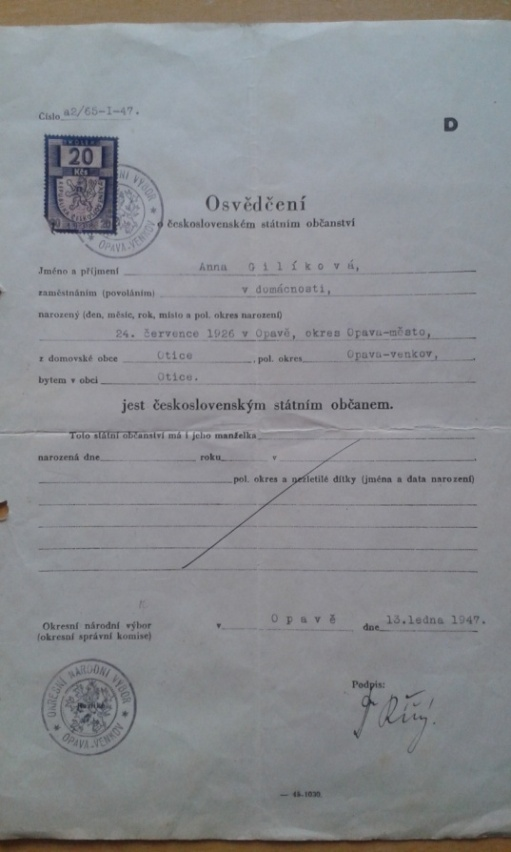 Číslo a2/65-I-47.
D
20
Kčs
OKRESNÍ NÁRODNÍ VÝBOR
OPAVA-VENKOV
Osvědčení
o československém státním občanství
Jméno a příjmení Anna Gilíková,
zaměstnáním (povoláním) v domácnosti,
narozený (den, měsíc, rok, místo a pol. okres narození)
24. července 1926 v Opavě, okres Opava-město,
z domovské obce Otice , pol. okres Opava-venkov,
bytem v obci Otice.
jest československým státním občanem.
Toto státní občanství má i jeho manželka
narozená dne roku v
pol. okres a nezletilé dítky (jména a data narození)
Okresní národní výbor
(okresní správní komise)
v Opavě dne 13.ledna 1947.
OKRESNÍ NÁRODNÍ VÝBOR
OPAVA-VENKOV
Podpis: